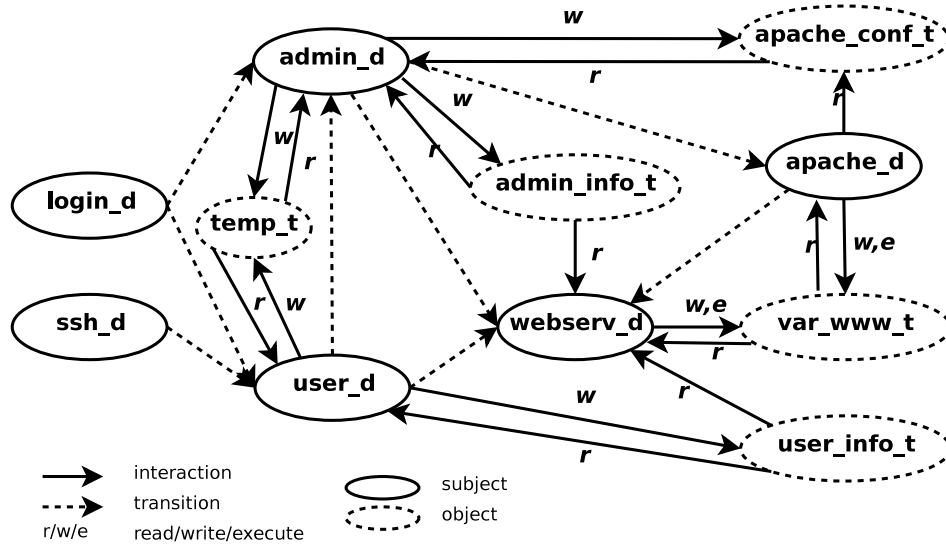 w
apache_conf_t
admin_d
r
w
r
w
r
apache_d
r
admin_info_t
login_d
temp_t
r
w,e
r
r
w
w,e
ssh_d
webserv_d
var_www_t
r
user_d
w
r
user_info_t
r
interaction
subject
transition
object
r/w/e
read/write/execute